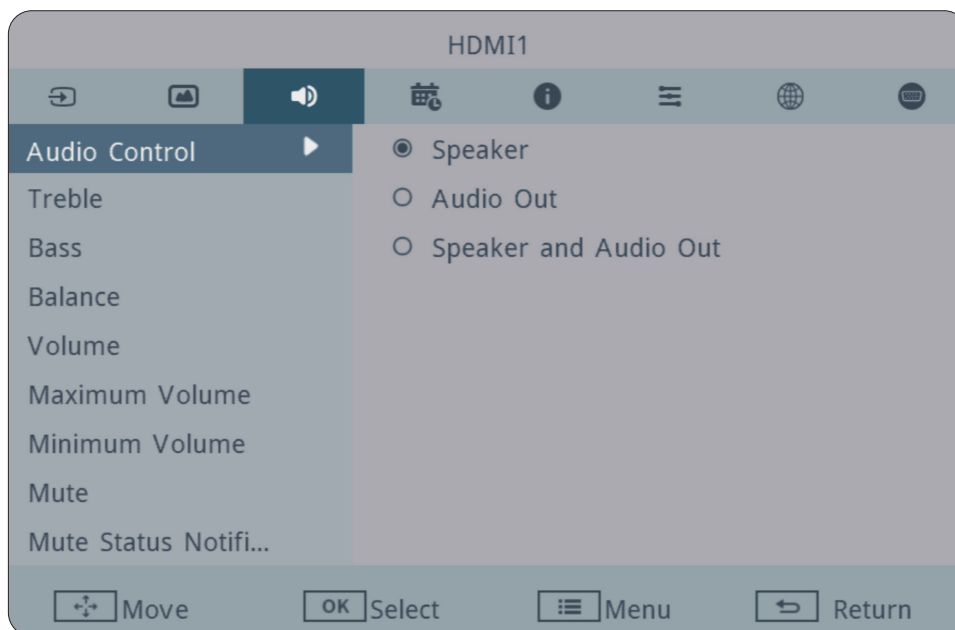 HDMI1
Audio Control
Speaker
Treble
Audio Out
Bass
Speaker and Audio Out
Balance
Volume
Maximum Volume
Minimum Volume
Mute
Mute Status Notifi...
Move
OK Select
Menu
Return